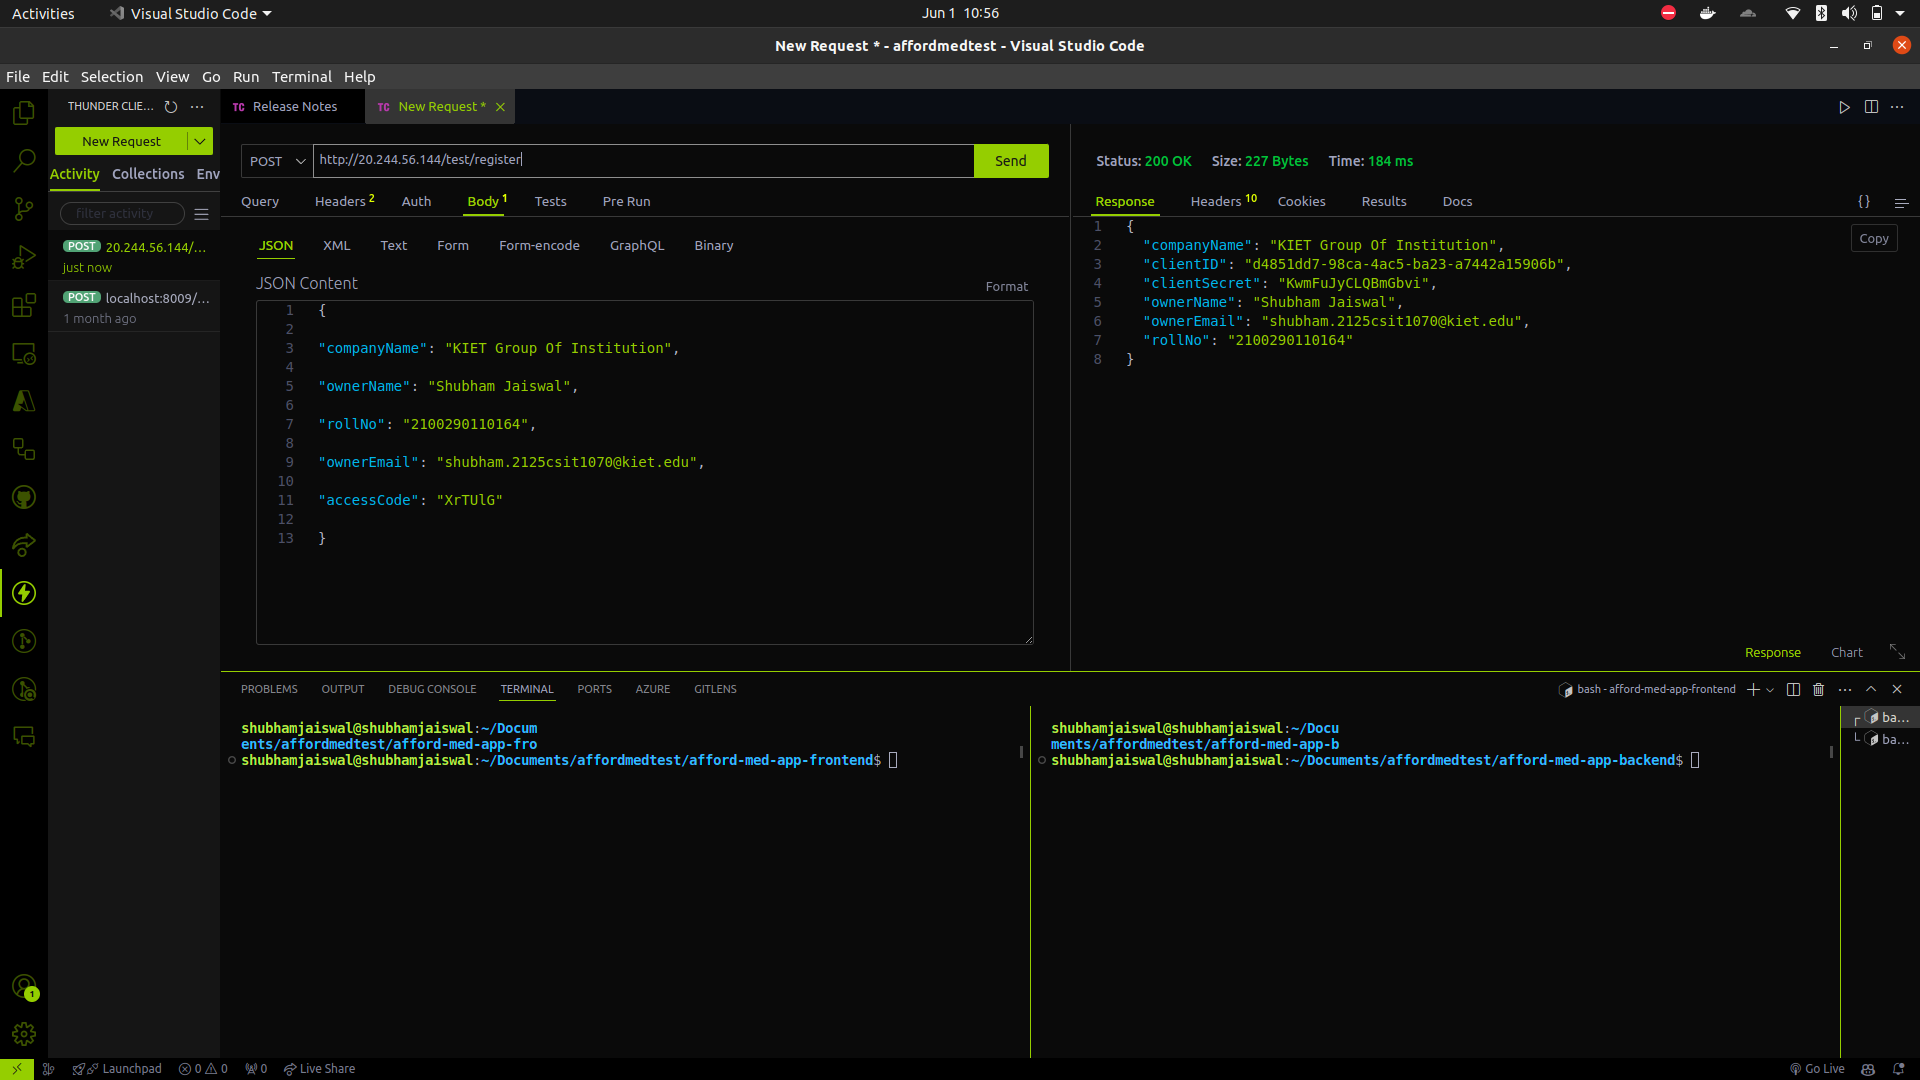 Activities
Visual Studio Code
Jun 1 10:56
New Request * - affordmedtest - Visual Studio Code
File Edit Selection View Go Run Terminal Help
THUNDER CLIE...
TC Release Notes
TC New Request *
New Request
POST
http://20.244.56.144/test/register
Send
Status: 200 OK Size: 227 Bytes Time: 184 ms
Activity Collections Env
Query Headers 2 Auth Body 1 Tests Pre Run
Response Headers 10 Cookies Results Docs {}
filter activity
POST 20.244.56.144/...
just now
POST localhost:8009/...
1 month ago
JSON XML Text Form Form-encode GraphQL Binary
JSON Content
Format
1 {
2
3 "companyName": "KIET Group Of Institution",
4
5 "ownerName": "Shubham Jaiswal",
6
7 "rollNo": "2100290110164",
8
9 "ownerEmail": "shubham.2125csit1070@kiet.edu",
10
11 "accessCode": "XrTUlG"
12
13 }
1 {
2 "companyName": "KIET Group Of Institution",
3 "clientID": "d4851dd7-98ca-4ac5-ba23-a7442a15906b",
4 "clientSecret": "KwmFuJyCLQBmGbvi",
5 "ownerName": "Shubham Jaiswal",
6 "ownerEmail": "shubham.2125csit1070@kiet.edu",
7 "rollNo": "2100290110164"
8 }
Copy
Response Chart
PROBLEMS OUTPUT DEBUG CONSOLE TERMINAL PORTS AZURE GITLENS
bash - afford-med-app-frontend
shubhamjaiswal@shubhamjaiswal:~/Docum
ents/affordmedtest/afford-med-app-fro
shubhamjaiswal@shubhamjaiswal:~/Documents/affordmedtest/afford-med-app-frontend$
shubhamjaiswal@shubhamjaiswal:~/Docu
ments/affordmedtest/afford-med-app-b
shubhamjaiswal@shubhamjaiswal:~/Documents/affordmedtest/afford-med-app-backend$
ba...
ba...
1
Launchpad 0 0 0 Live Share
Go Live